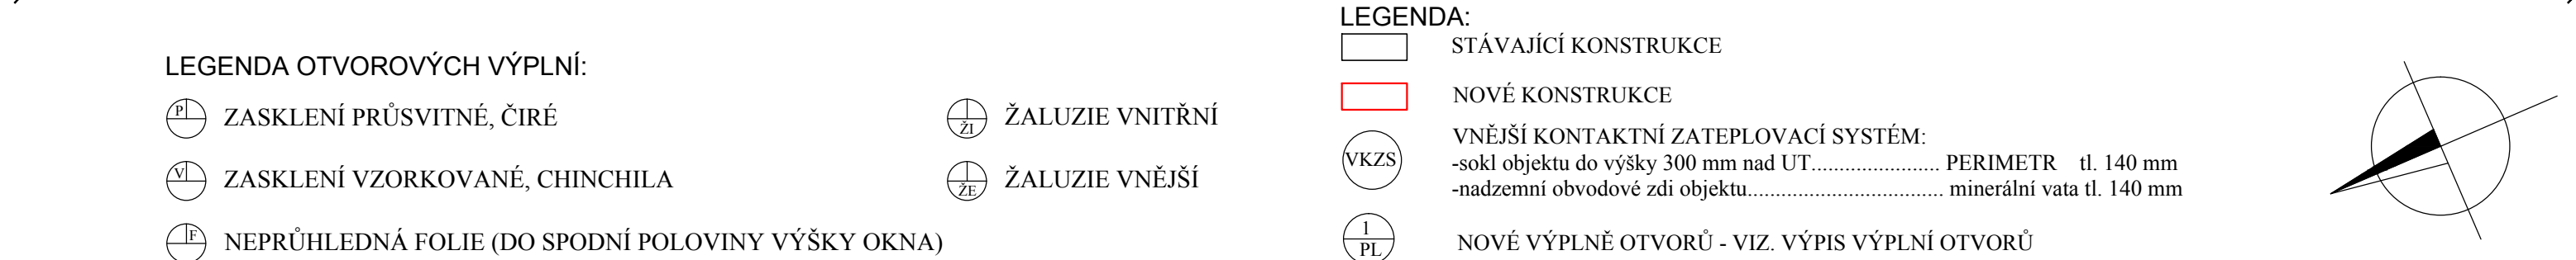 LEGENDA OTVOROVÝCH VÝPLNÍ:
P ZASKLENÍ PRŮSVITNÉ, ČIRÉ
V ZASKLENÍ VZORKOVANÉ, CHINCHILA
F NEPRŮHLEDNÁ FOLIE (DO SPODNÍ POLOVINY VÝŠKY OKNA)
ŽI ŽALUZIE VNITŘNÍ
ŽE ŽALUZIE VNĚJŠÍ
LEGENDA:
STÁVAJÍCÍ KONSTRUKCE
NOVÉ KONSTRUKCE
VKZS
VNĚJŠÍ KONTAKTNÍ ZATEPLOVACÍ SYSTÉM:
-sokl objektu do výšky 300 mm nad UT....................... PERIMETR tl. 140 mm
-nadzemní obvodové zdi objektu................................... minerální vata tl. 140 mm
1
PL
NOVÉ VÝPLNĚ OTVORŮ - VIZ. VÝPIS VÝPLNÍ OTVORŮ